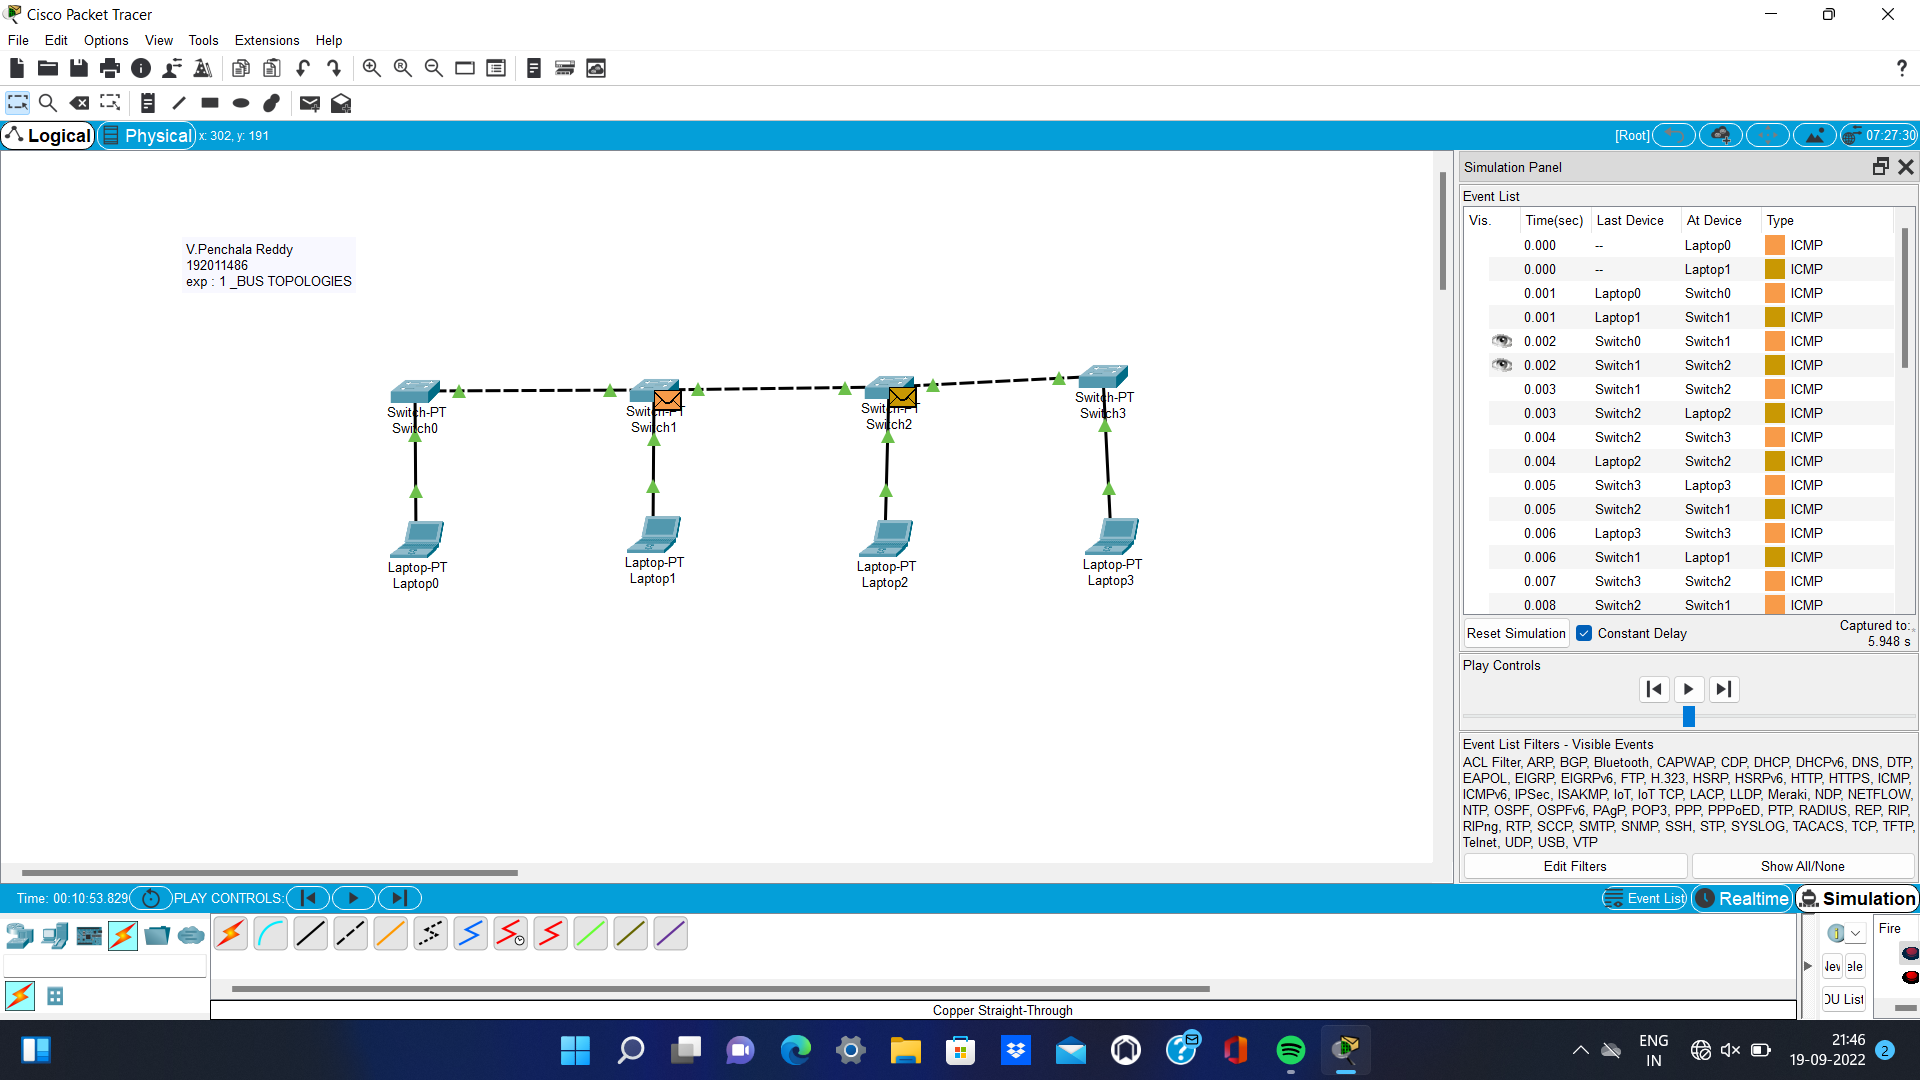 Cisco Packet Tracer
File Edit Options View Tools Extensions Help
?
Logical Physical x: 302, y: 191 [Root] 07:27:30
V.Penchala Reddy
192011486
exp : 1 _BUS TOPOLOGIES
Switch-PT
Switch0
Switch-PT
Switch1
Switch-PT
Switch2
Switch-PT
Switch3
Laptop-PT
Laptop0
Laptop-PT
Laptop1
Laptop-PT
Laptop2
Laptop-PT
Laptop3
Simulation Panel
Event List
Vis. Time(sec) Last Device At Device Type
0.000 -- Laptop0 ICMP
0.000 -- Laptop1 ICMP
0.001 Laptop0 Switch0 ICMP
0.001 Laptop1 Switch1 ICMP
0.002 Switch0 Switch1 ICMP
0.002 Switch1 Switch2 ICMP
0.003 Switch1 Switch2 ICMP
0.003 Switch2 Laptop2 ICMP
0.004 Switch2 Switch3 ICMP
0.004 Laptop2 Switch2 ICMP
0.005 Switch3 Laptop3 ICMP
0.005 Switch2 Switch1 ICMP
0.006 Laptop3 Switch3 ICMP
0.006 Switch1 Laptop1 ICMP
0.007 Switch3 Switch2 ICMP
0.008 Switch2 Switch1 ICMP
Reset Simulation Constant Delay Captured to:
5.948 s
Play Controls
Event List Filters - Visible Events
ACL Filter, ARP, BGP, Bluetooth, CAPWAP, CDP, DHCP, DHCPv6, DNS, DTP,
EAPOL, EIGRP, EIGRPv6, FTP, H.323, HSRP, HSRPv6, HTTP, HTTPS, ICMP,
ICMPv6, IPSec, ISAKMP, IoT, IoT TCP, LACP, LLDP, Meraki, NDP, NETFLOW,
NTP, OSPF, OSPFv6, PAgP, POP3, PPP, PPPoED, PTP, RADIUS, REP, RIP,
RIPng, RTP, SCCP, SMTP, SNMP, SSH, STP, SYSLOG, TACACS, TCP, TFTP,
Telnet, UDP, USB, VTP
Edit Filters Show All/None
Time: 00:10:53.829 PLAY CONTROLS: Event List Realtime Simulation
1 Fire
ele
DU List
Copper Straight-Through
ENG
IN
21:46
19-09-2022
2